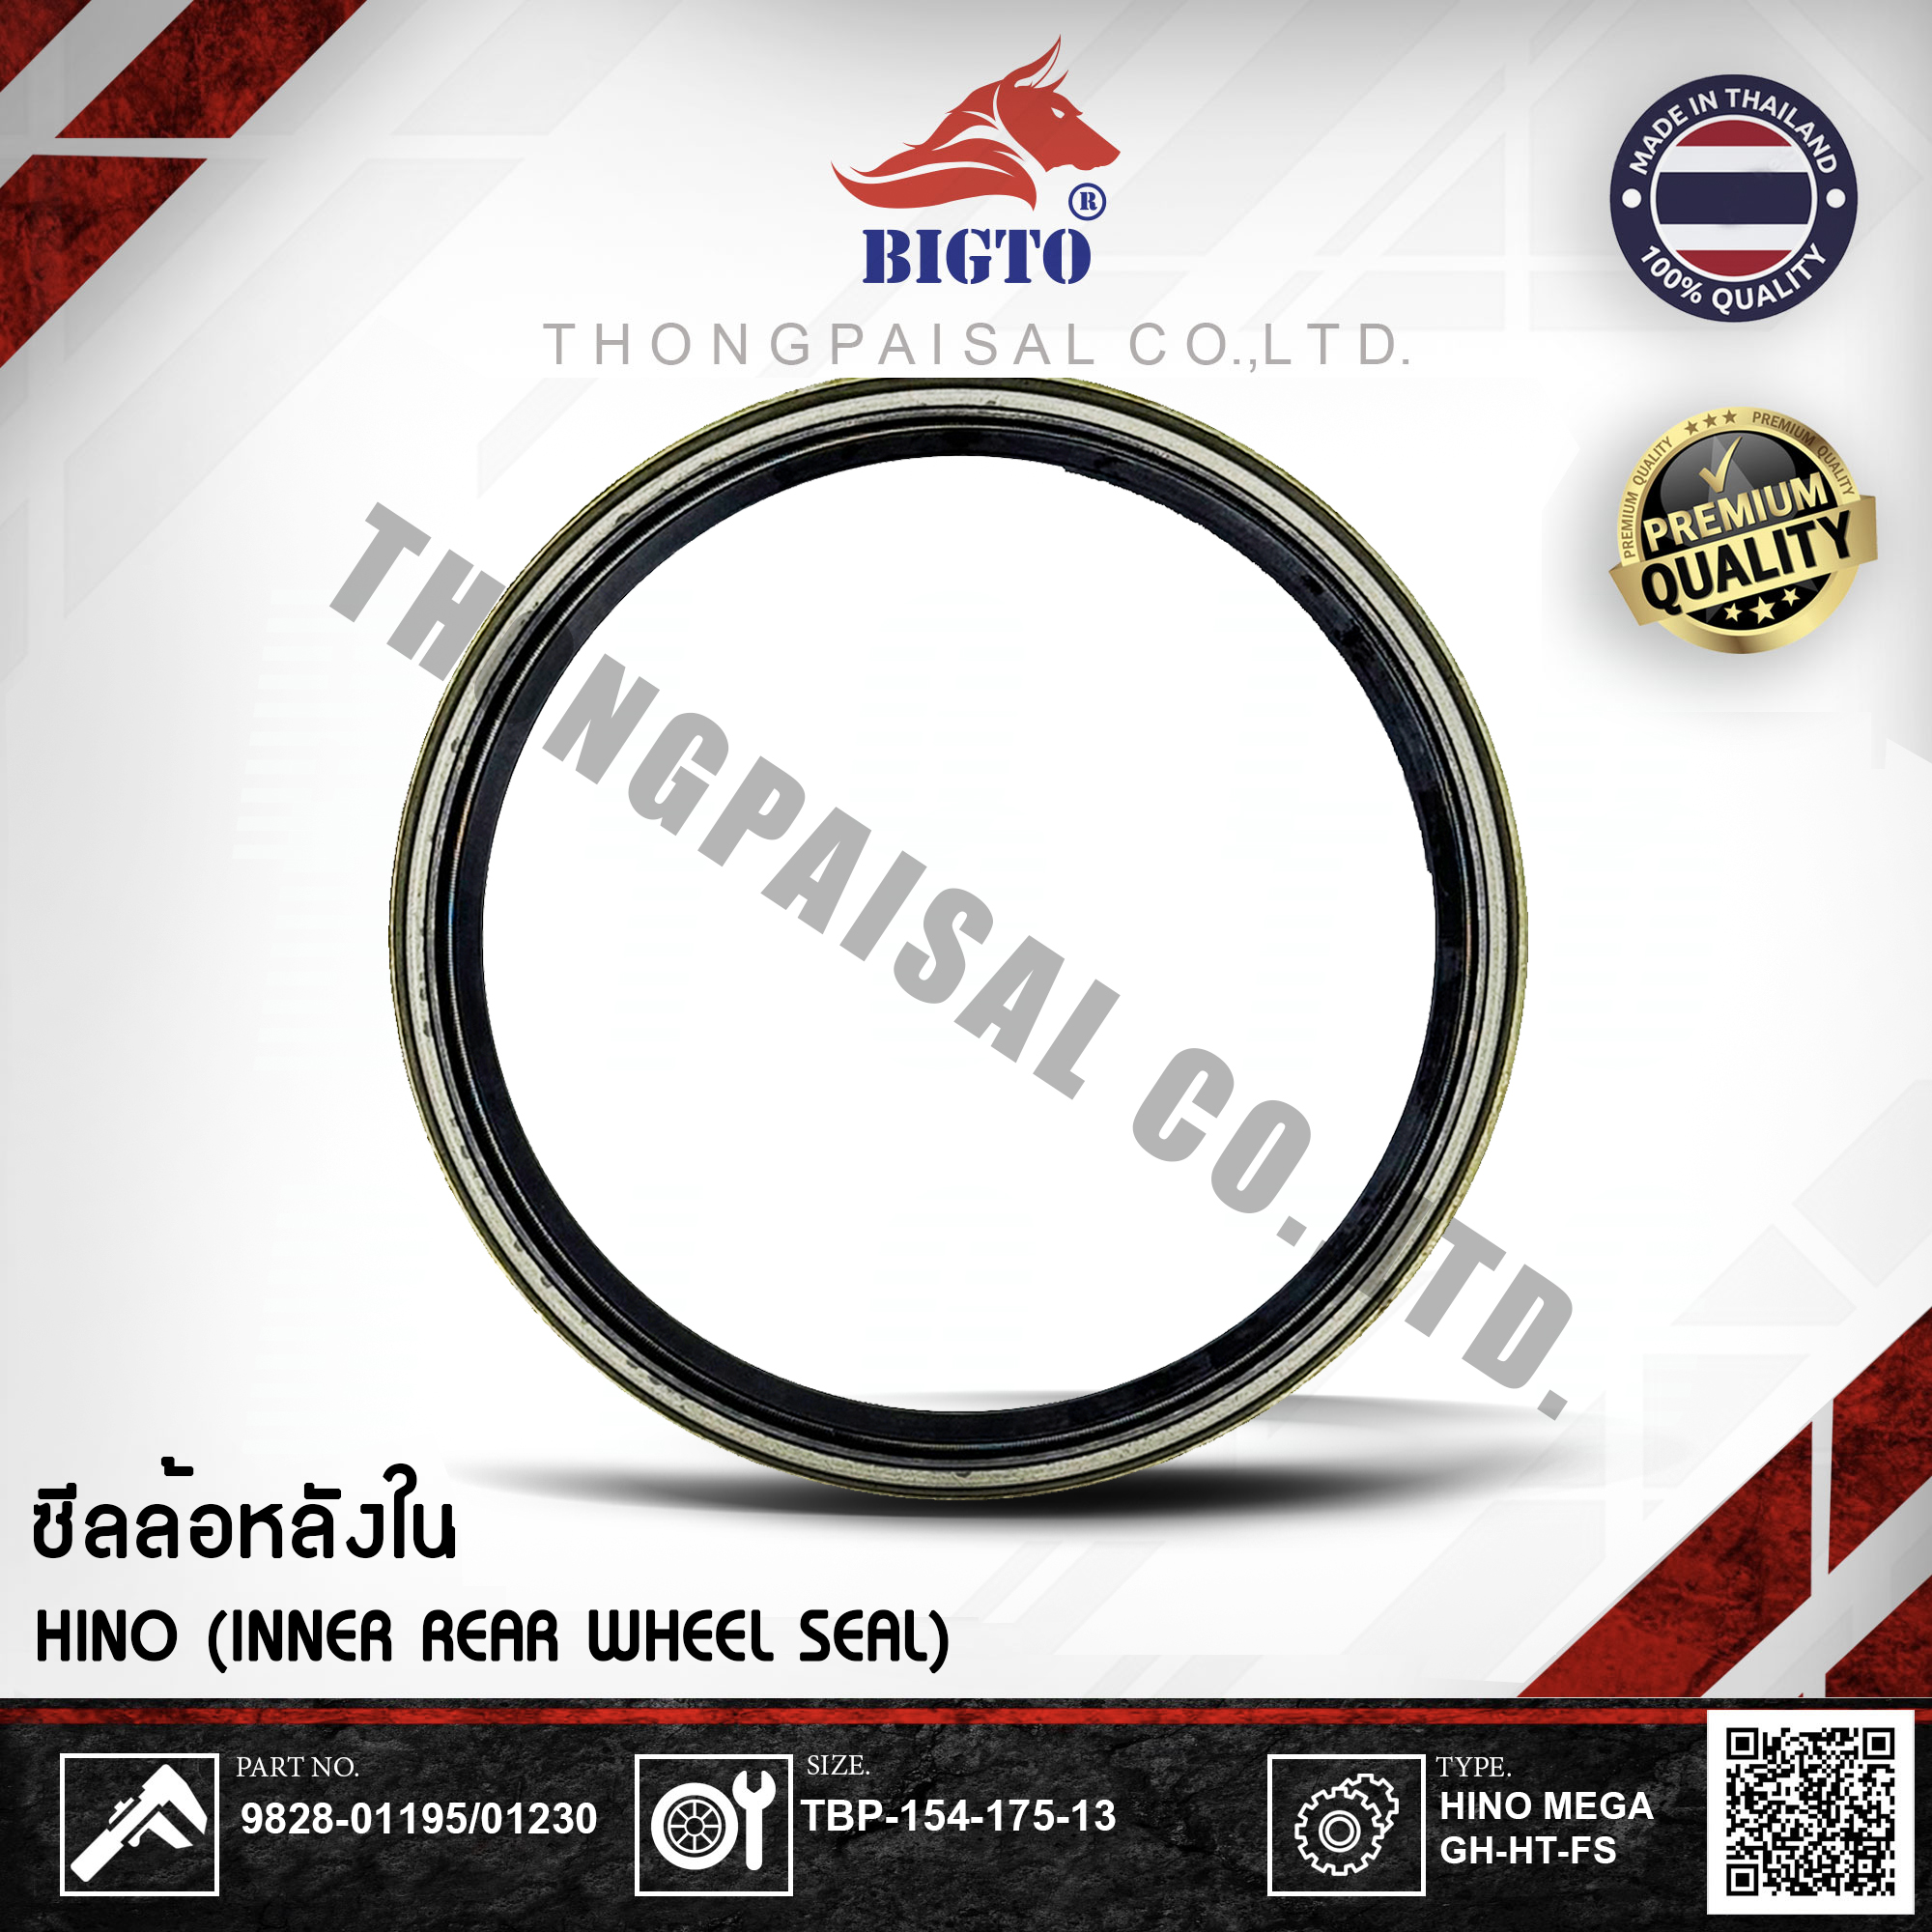 BIGTO
®
THONGPAISAL CO.,LTD.
MADE IN THAILAND
100% QUALITY
PREMIUM QUALITY
PREMIUM QUALITY
PREMIUM QUALITY
PREMIUM
QUALITY
THONGPAISAL CO.,LTD.
ซีลล้อหลังใน
HINO (INNER REAR WHEEL SEAL)
PART NO.
9828-01195/01230
SIZE.
TBP-154-175-13
TYPE.
HINO MEGA
GH-HT-FS